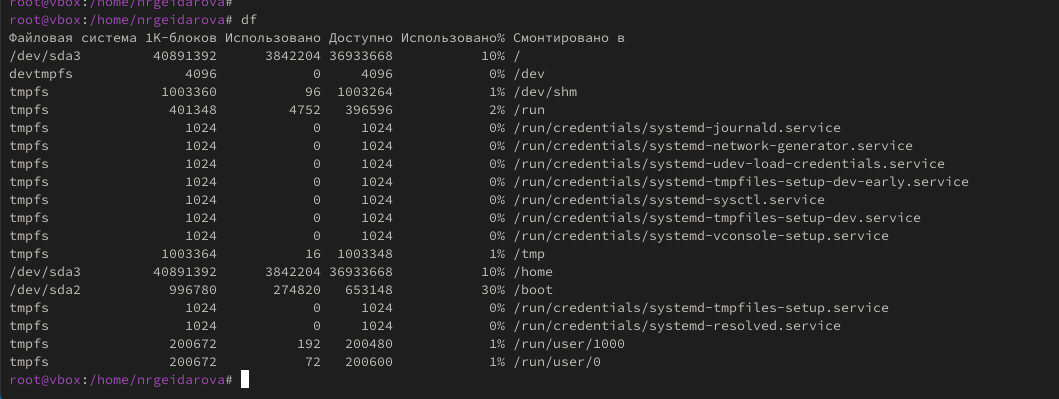 root@vbox:/home/nrgeidarova#
root@vbox:/home/nrgeidarova# df
Файловая система 1K-блоков Использовано Доступно Использовано% Смонтировано в
/dev/sda3 40891392 3842204 36933668 10% /
devtmpfs 4096 0 4096 0% /dev
tmpfs 1003360 96 1003264 1% /dev/shm
tmpfs 401348 4752 396596 2% /run
tmpfs 1024 0 1024 0% /run/credentials/systemd-journald.service
tmpfs 1024 0 1024 0% /run/credentials/systemd-network-generator.service
tmpfs 1024 0 1024 0% /run/credentials/systemd-udev-load-credentials.service
tmpfs 1024 0 1024 0% /run/credentials/systemd-tmpfiles-setup-dev-early.service
tmpfs 1024 0 1024 0% /run/credentials/systemd-sysctl.service
tmpfs 1024 0 1024 0% /run/credentials/systemd-tmpfiles-setup-dev.service
tmpfs 1024 0 1024 0% /run/credentials/systemd-vconsole-setup.service
tmpfs 1003364 16 1003348 1% /tmp
/dev/sda3 40891392 3842204 36933668 10% /home
/dev/sda2 996780 274820 653148 30% /boot
tmpfs 1024 0 1024 0% /run/credentials/systemd-tmpfiles-setup.service
tmpfs 1024 0 1024 0% /run/credentials/systemd-resolved.service
tmpfs 200672 192 200480 1% /run/user/1000
tmpfs 200672 72 200600 1% /run/user/0
root@vbox:/home/nrgeidarova#